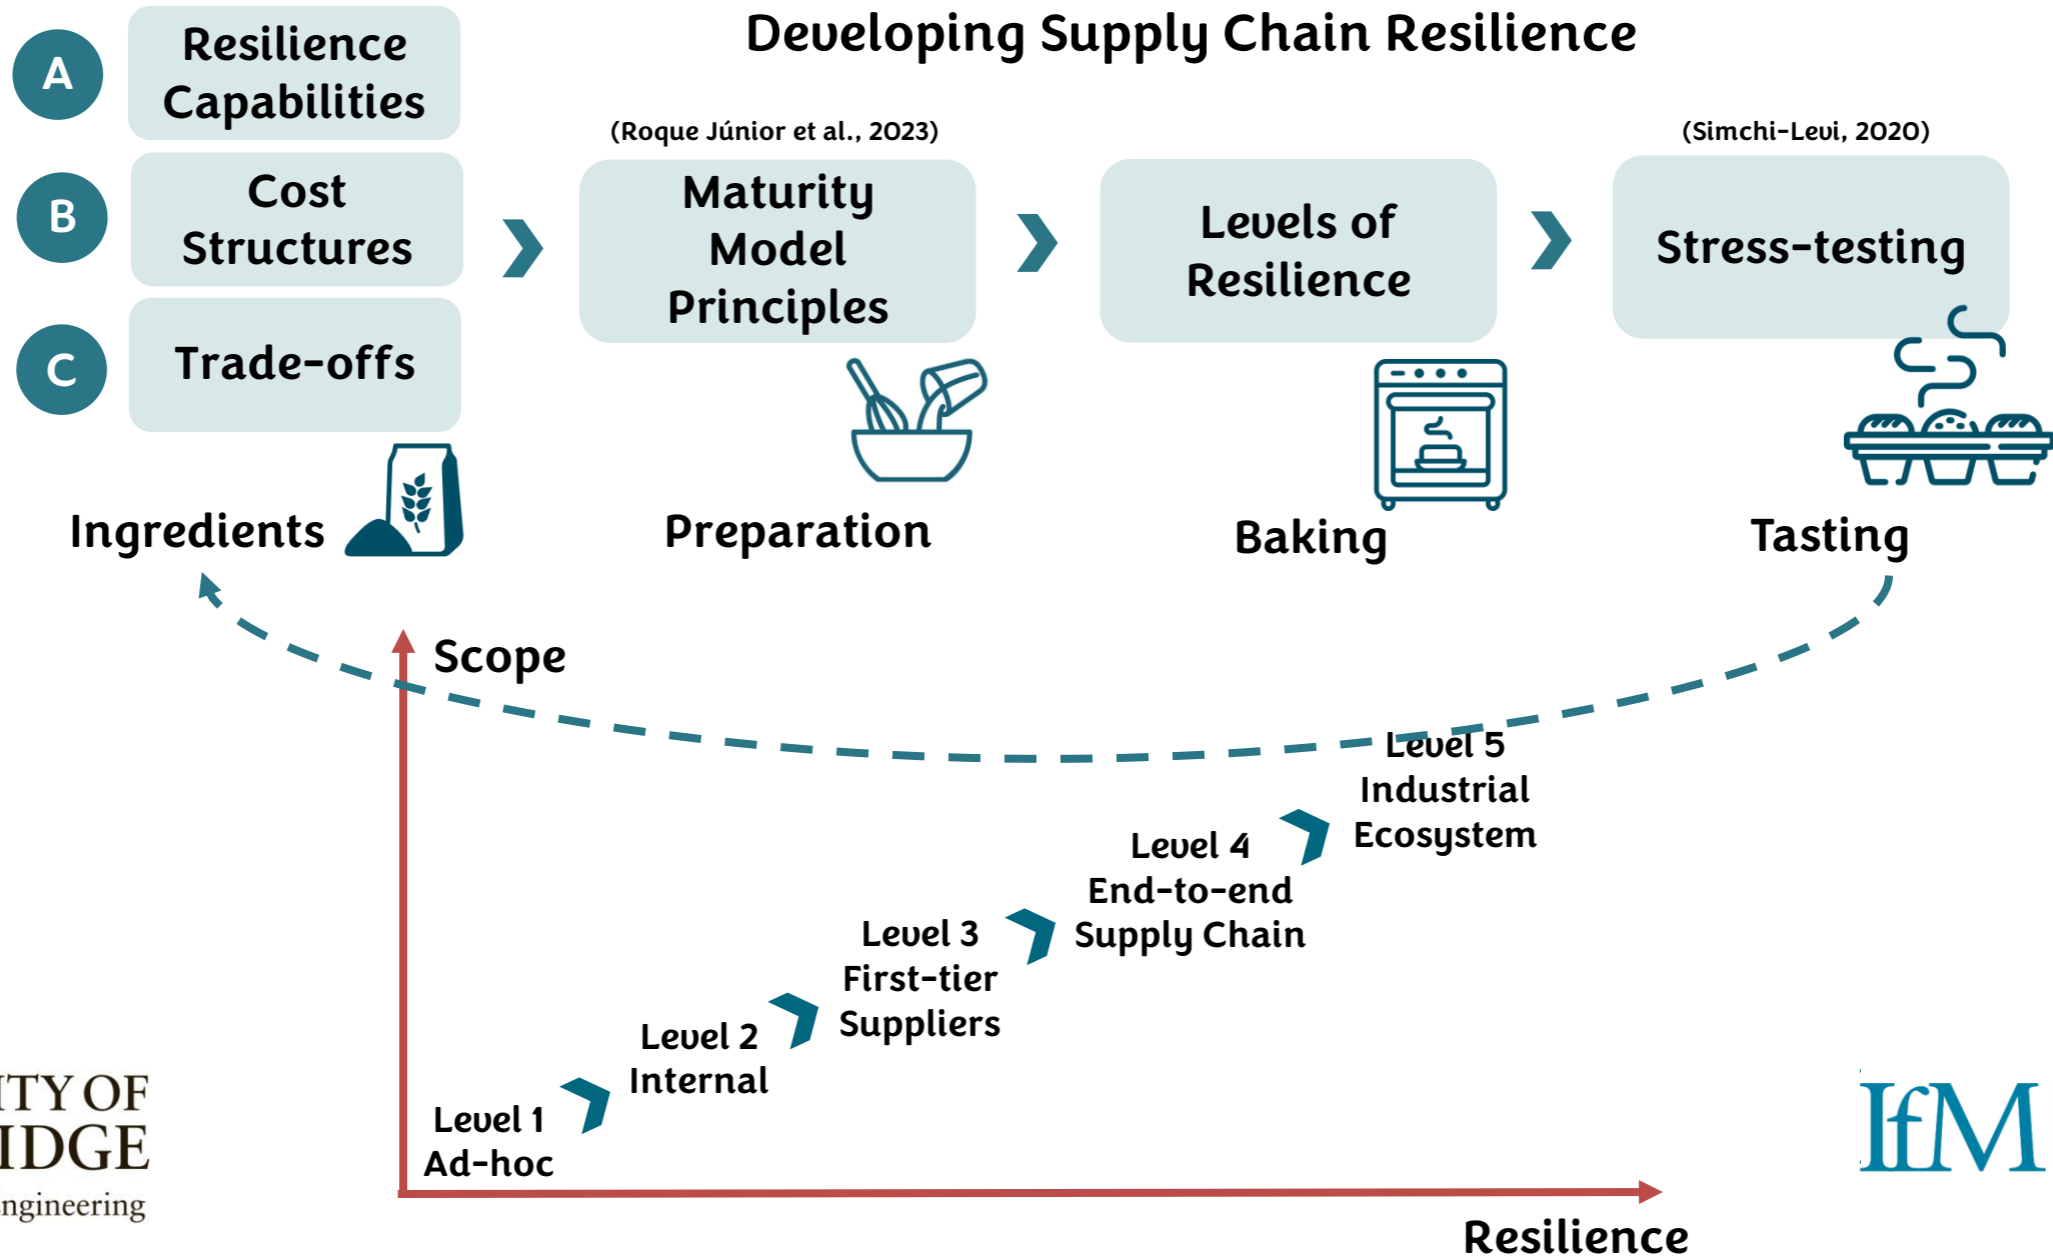 Developing Supply Chain Resilience
A
Resilience
Capabilities
B
Cost
Structures
C
Trade-offs
(Roque Júnior et al., 2023)
Maturity
Model
Principles
Levels of
Resilience
(Simchi-Levi, 2020)
Stress-testing
Ingredients
Preparation
Baking
Tasting
Scope
Level 5
Industrial
Ecosystem
Level 4
End-to-end
Supply Chain
Level 3
First-tier
Suppliers
Level 2
Internal
Level 1
Ad-hoc
Resilience
ITY OF
IDGE
ngineering
IfM